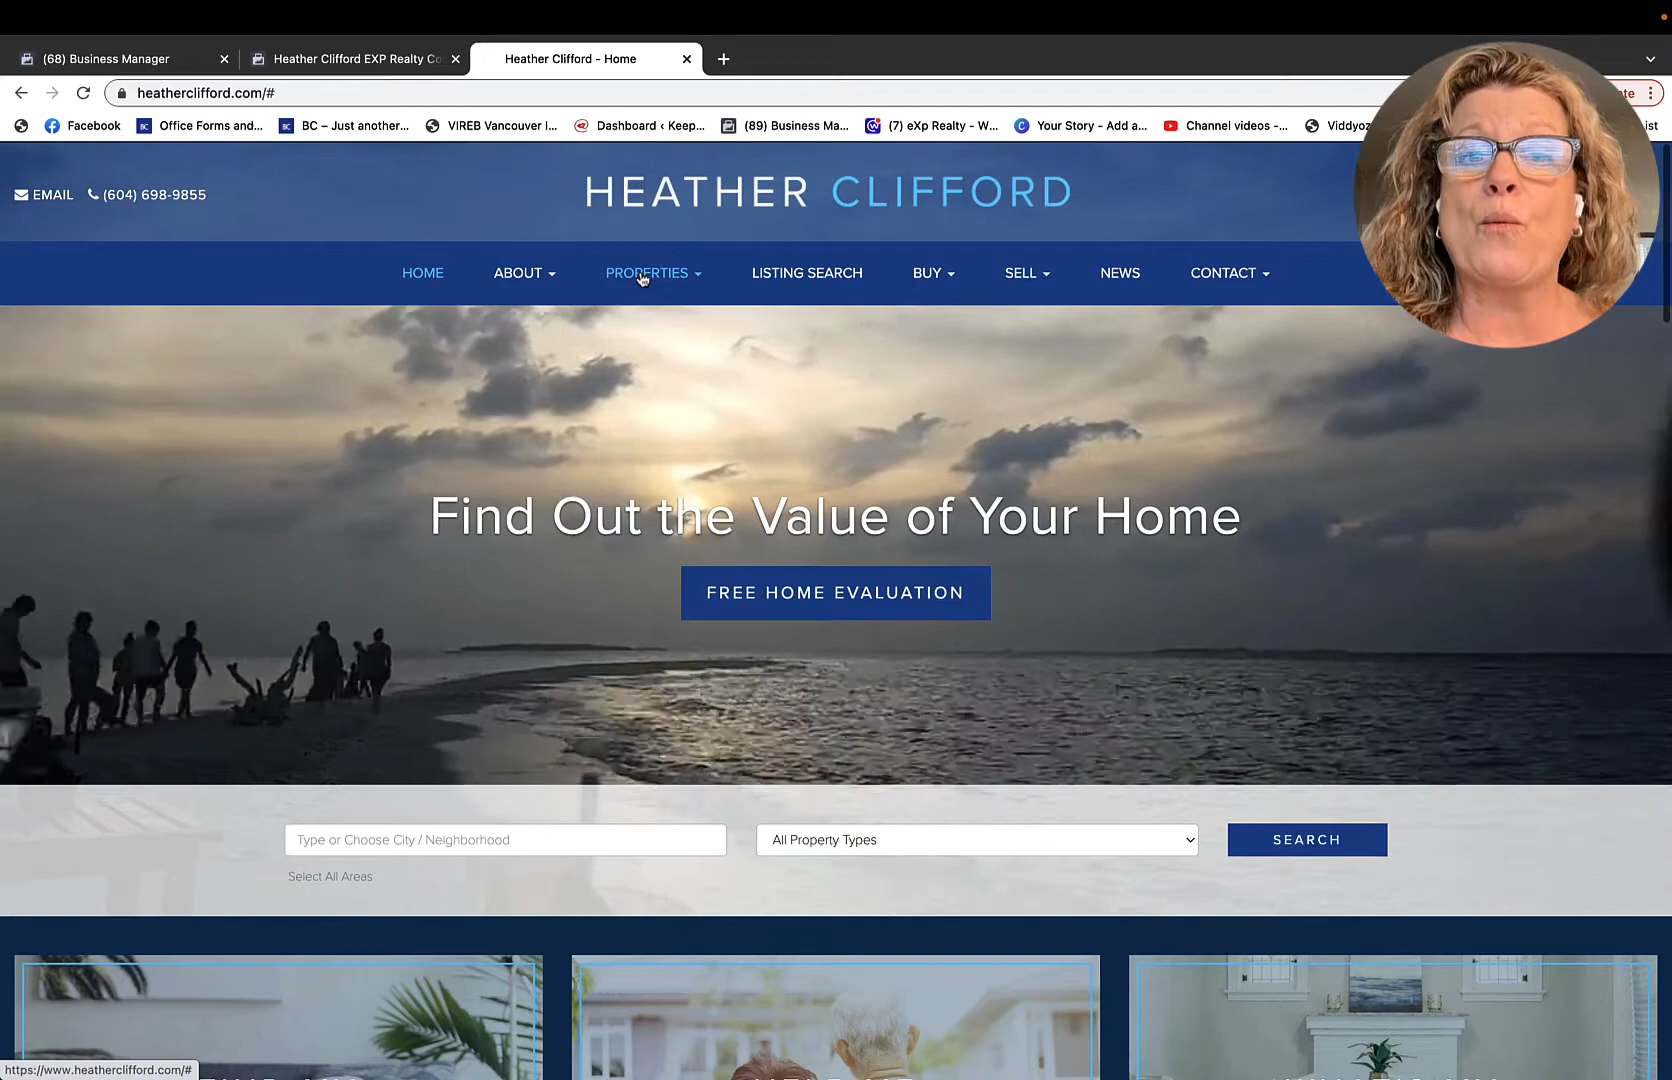 (68) Business Manager
Heather Clifford EXP Realty Co
Heather Clifford - Home
heatherclifford.com/#
Facebook
Office Forms and...
BC – Just another...
VIREB Vancouver I...
Dashboard ‹ Keep...
(89) Business Ma...
(7) eXp Realty - W...
Your Story - Add a...
Channel videos -...
Viddyoz
ist
EMAIL (604) 698-9855
HEATHER CLIFFORD
HOME ABOUT PROPERTIES LISTING SEARCH BUY SELL NEWS CONTACT
Find Out the Value of Your Home
FREE HOME EVALUATION
Type or Choose City / Neighborhood
All Property Types
SEARCH
Select All Areas
https://www.heatherclifford.com/#